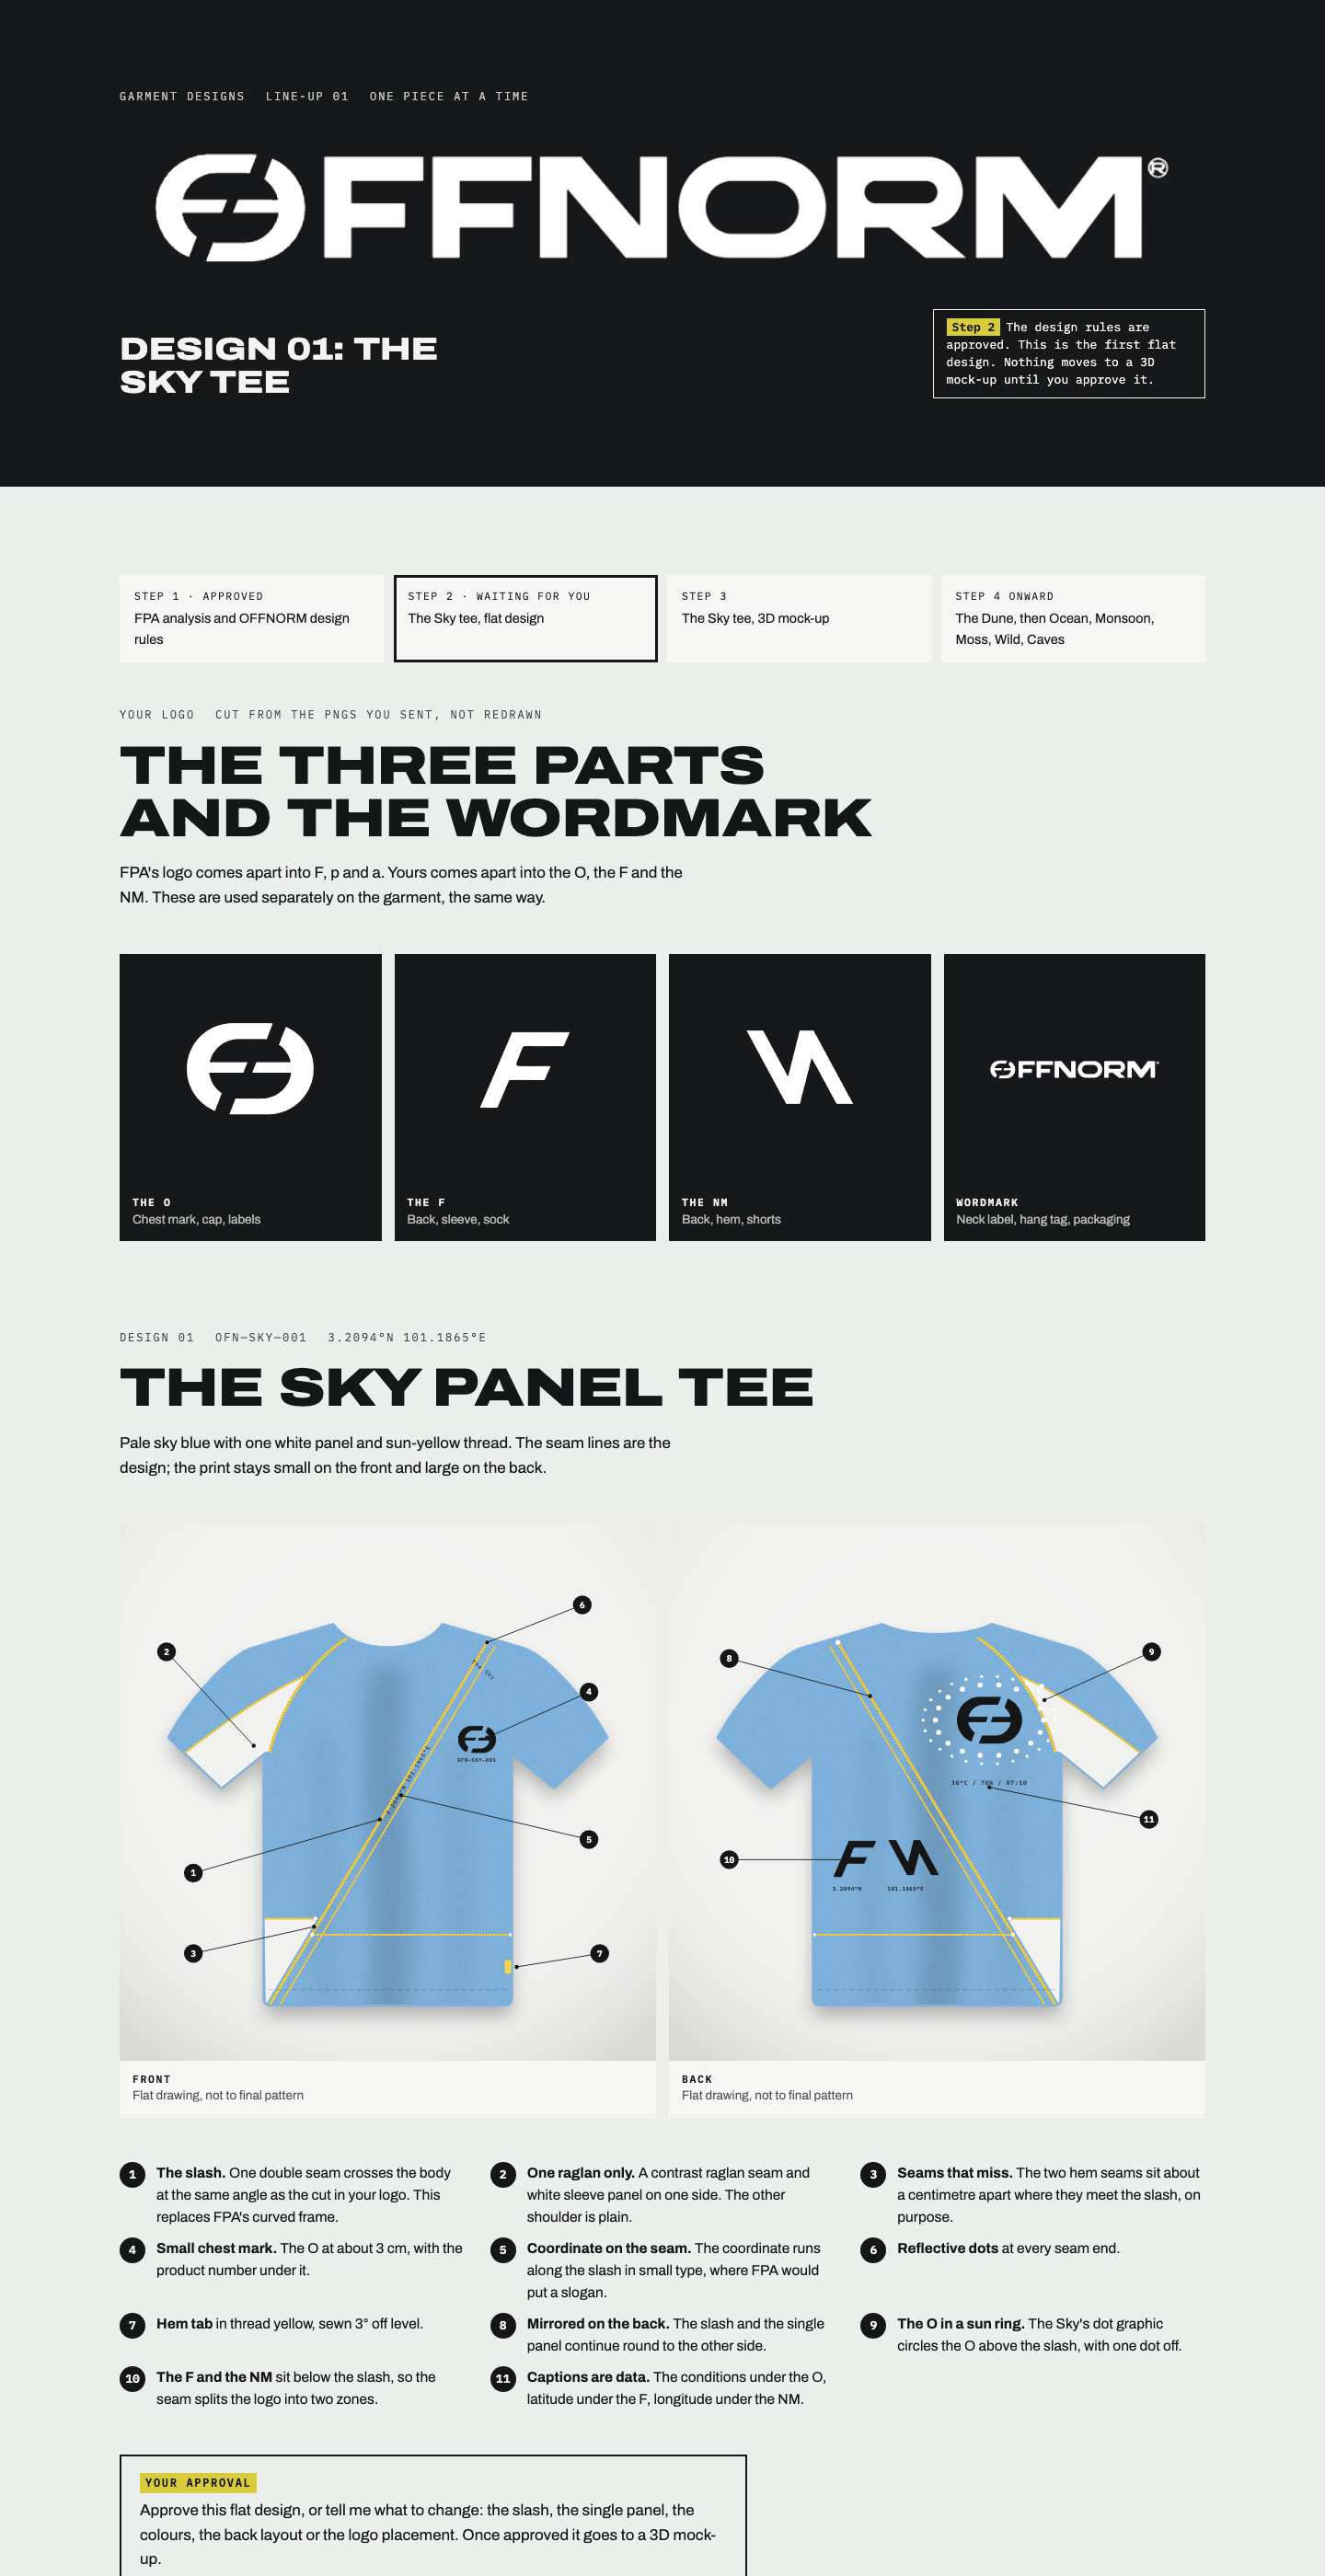 GARMENT DESIGNS LINE-UP 01 ONE PIECE AT A TIME
OFFNORM®
DESIGN 01: THE
SKY TEE
Step 2 The design rules are
approved. This is the first flat
design. Nothing moves to a 3D
mock-up until you approve it.
STEP 1 · APPROVED
FPA analysis and OFFNORM design
rules
STEP 2 · WAITING FOR YOU
The Sky tee, flat design
STEP 3
The Sky tee, 3D mock-up
STEP 4 ONWARD
The Dune, then Ocean, Monsoon,
Moss, Wild, Caves
YOUR LOGO CUT FROM THE PNGS YOU SENT, NOT REDRAWN
THE THREE PARTS
AND THE WORDMARK
FPA's logo comes apart into F, p and a. Yours comes apart into the O, the F and the
NM. These are used separately on the garment, the same way.
F
OFFNORM
THE O
Chest mark, cap, labels
THE F
Back, sleeve, sock
THE NM
Back, hem, shorts
WORDMARK
Neck label, hang tag, packaging
DESIGN 01 OFN—SKY—001 3.2094°N 101.1865°E
THE SKY PANEL TEE
Pale sky blue with one white panel and sun-yellow thread. The seam lines are the
design; the print stays small on the front and large on the back.
6
2
The Sky
4
OFN—SKY—001
5
1
3
7
8
9
30°C / 70% / 07:10
11
10
F
3.2094°N 101.1865°E
FRONT
Flat drawing, not to final pattern
BACK
Flat drawing, not to final pattern
1 The slash. One double seam crosses the body
at the same angle as the cut in your logo. This
replaces FPA's curved frame.
2 One raglan only. A contrast raglan seam and
white sleeve panel on one side. The other
shoulder is plain.
3 Seams that miss. The two hem seams sit about
a centimetre apart where they meet the slash, on
purpose.
4 Small chest mark. The O at about 3 cm, with the
product number under it.
5 Coordinate on the seam. The coordinate runs
along the slash in small type, where FPA would
put a slogan.
6 Reflective dots at every seam end.
7 Hem tab in thread yellow, sewn 3° off level.
8 Mirrored on the back. The slash and the single
panel continue round to the other side.
9 The O in a sun ring. The Sky's dot graphic
circles the O above the slash, with one dot off.
10 The F and the NM sit below the slash, so the
seam splits the logo into two zones.
11 Captions are data. The conditions under the O,
latitude under the F, longitude under the NM.
YOUR APPROVAL
Approve this flat design, or tell me what to change: the slash, the single panel, the
colours, the back layout or the logo placement. Once approved it goes to a 3D mock-
up.